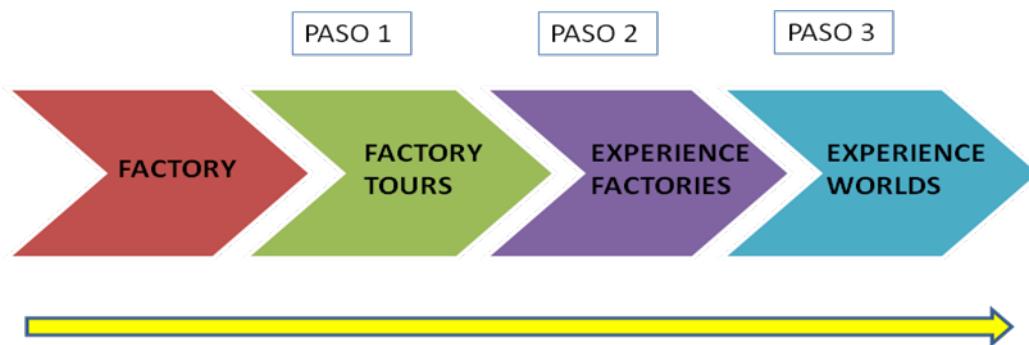 PASO 1
PASO 2
PASO 3
FACTORY
FACTORY
TOURS
EXPERIENCE
FACTORIES
EXPERIENCE
WORLDS